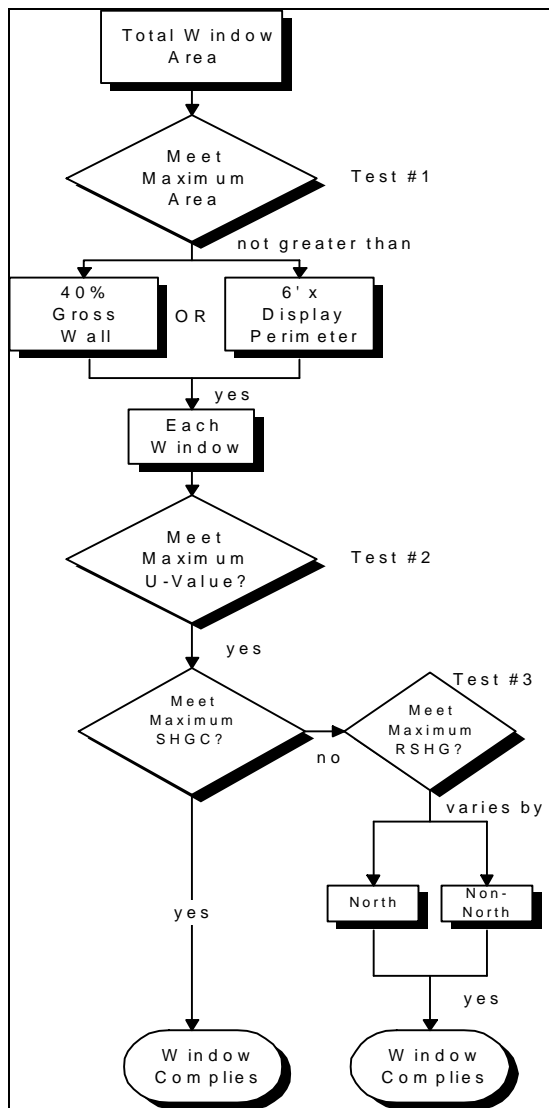 Total Window
Area
Meet
Maximum
Area
Test #1
not greater than
40%
Gross
Wall
OR
6' x
Display
Perimeter
yes
Each
Window
Meet
Maximum
U-Value?
Test #2
yes
Test #3
Meet
Maximum
SHGC?
no
Meet
Maximum
RSHG?
varies by
North
Non-
North
yes
yes
Window
Complies
Window
Complies